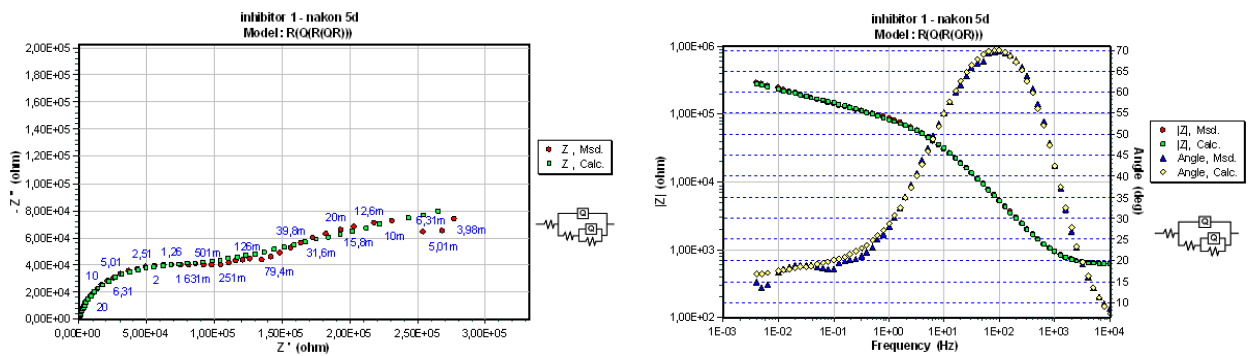 inhibitor 1 - nakon 5d
Model : R(Q(R(QR)))
- Z '' (ohm)
2,00E+05
1,80E+05
1,60E+05
1,40E+05
1,20E+05
1,00E+05
8,00E+04
6,00E+04
4,00E+04
2,00E+04
0,00E+00
20
10
6,31
5,01
2,51
2
1,26
1
631m
501m
251m
126m
79,4m
39,8m
31,6m
20m
15,8m
12,6m
10m
6,31m
5,01m
3,98m
0,00E+00 5,00E+04 1,00E+05 1,50E+05 2,00E+05 2,50E+05 3,00E+05
Z ' (ohm)
Z , Msd.
Z , Calc.
Q
Q
inhibitor 1 - nakon 5d
Model : R(Q(R(QR)))
|Z| (ohm)
1,00E+06
1,00E+05
1,00E+04
1,00E+03
1,00E+02
70
65
60
55
50
45
40
35
30
25
20
15
10
Angle (deg)
1E-03 1E-02 1E-01 1E+00 1E+01 1E+02 1E+03 1E+04
Frequency (Hz)
|Z|, Msd.
|Z|, Calc.
Angle, Msd.
Angle, Calc.
Q
Q